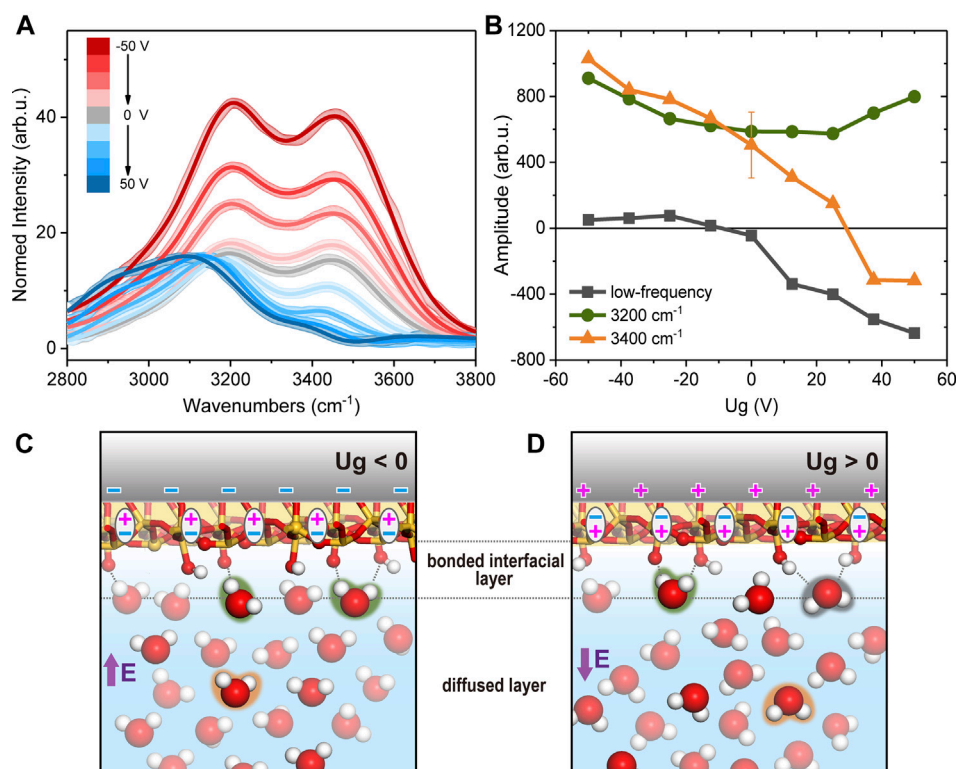 A
-50 V
0 V
50 V
Normed Intensity (arb.u.)
40
20
0
2800 3000 3200 3400 3600 3800
Wavenumbers (cm⁻¹)
B
Amplitude (arb.u.)
1200
800
400
0
-400
-800
low-frequency
3200 cm⁻¹
3400 cm⁻¹
-60 -40 -20 0 20 40 60
Ug (V)
C
Ug < 0
E
bonded interfacial
layer
diffused layer
D
Ug > 0
E